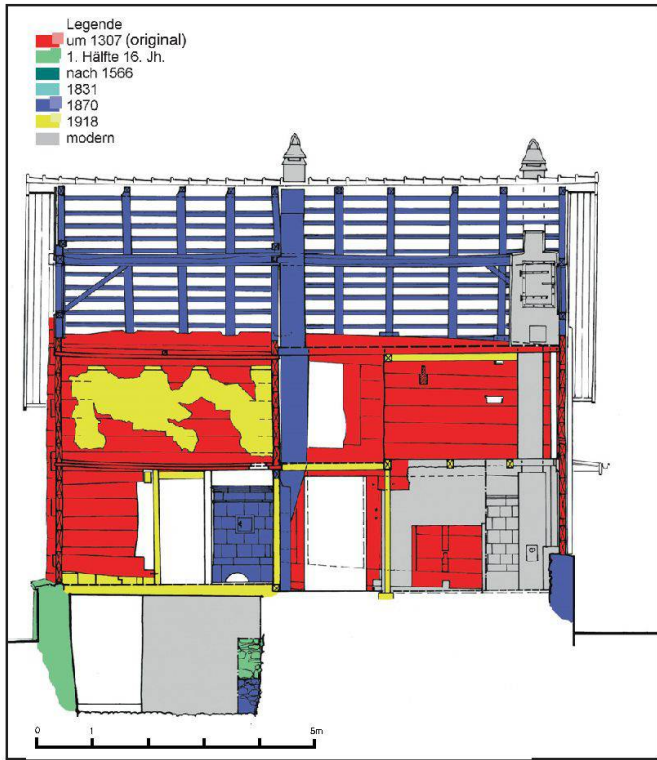 Legende
um 1307 (original)
1. Hälfte 16. Jh.
nach 1566
1831
1870
1918
modern
0 1 5m